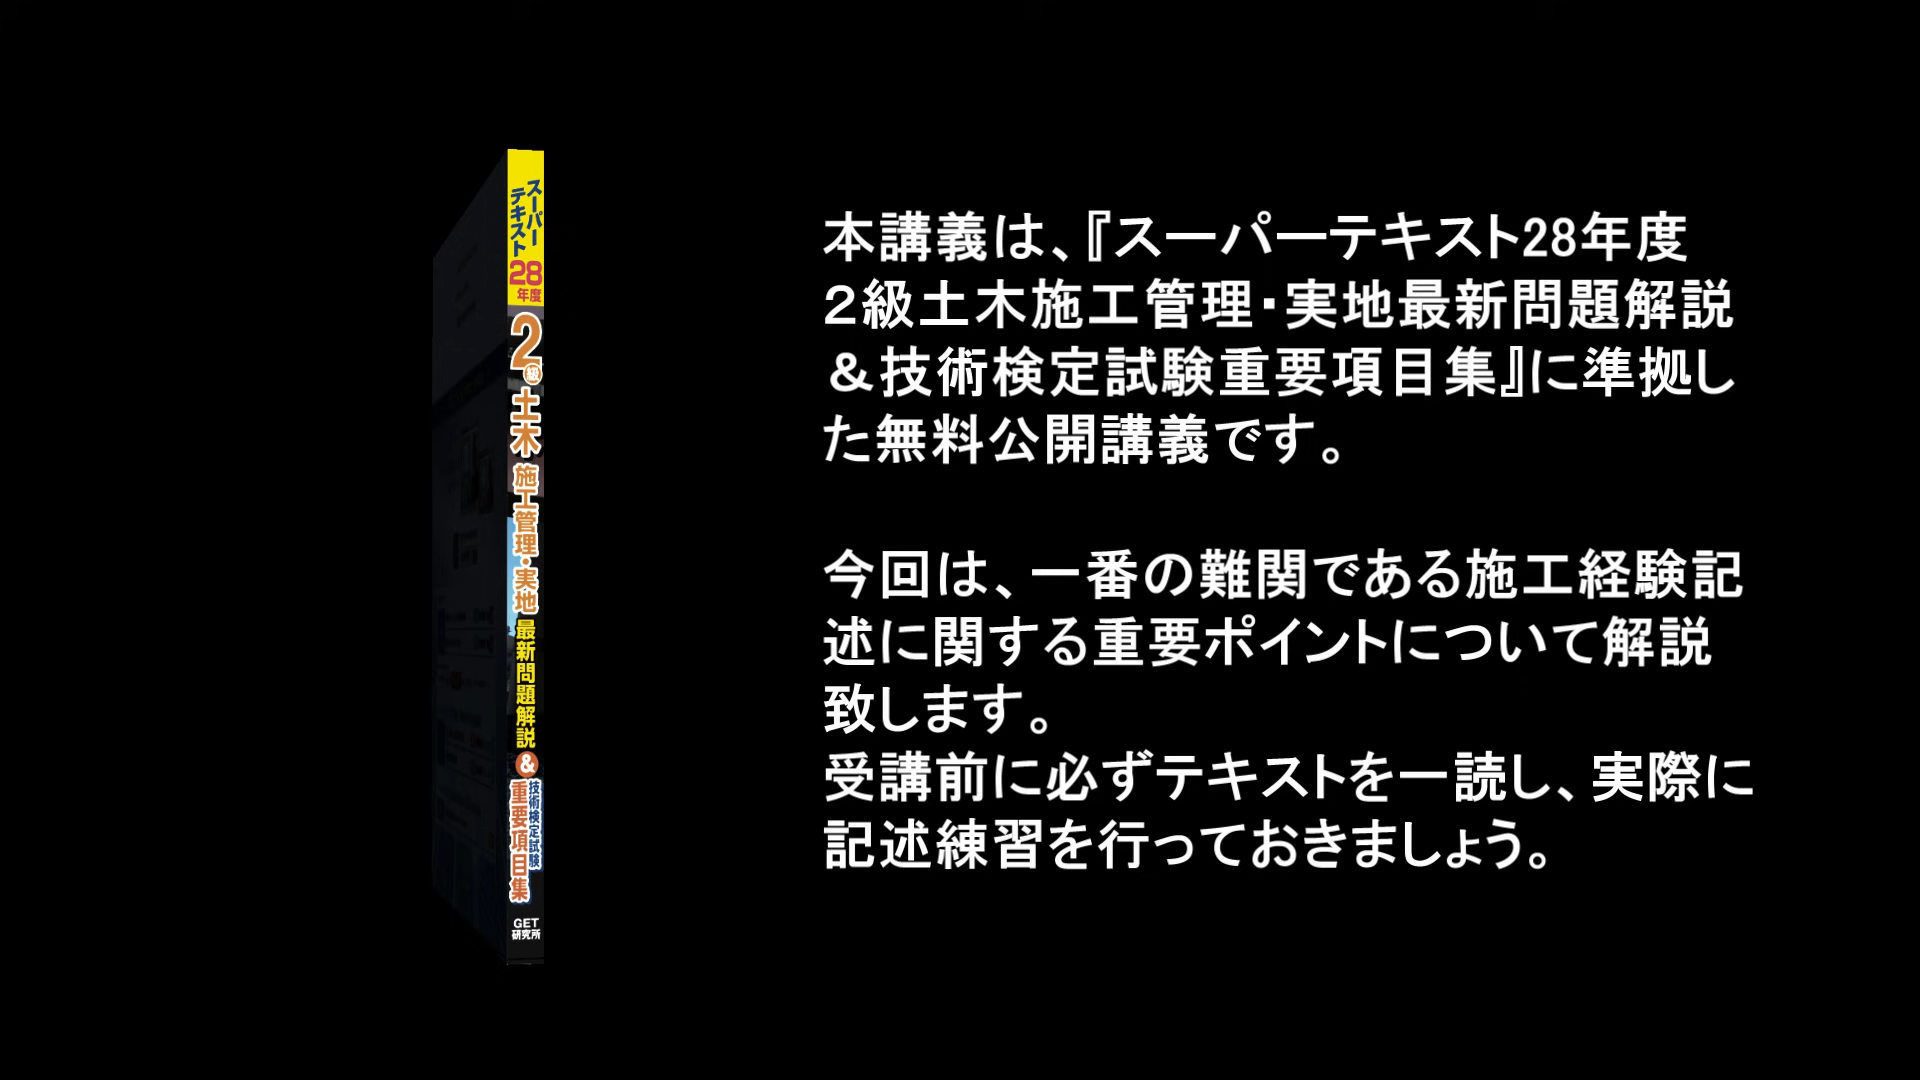 スーパー
テキスト
28
年度
2級
土木
施工管理・実地
最新問題解説
&
技術検定試験
重要項目集
GET
研究所
本講義は、『スーパーテキスト28年度
２級土木施工管理・実地最新問題解説
＆技術検定試験重要項目集』に準拠し
た無料公開講義です。
今回は、一番の難関である施工経験記
述に関する重要ポイントについて解説
致します。
受講前に必ずテキストを一読し、実際に
記述練習を行っておきましょう。